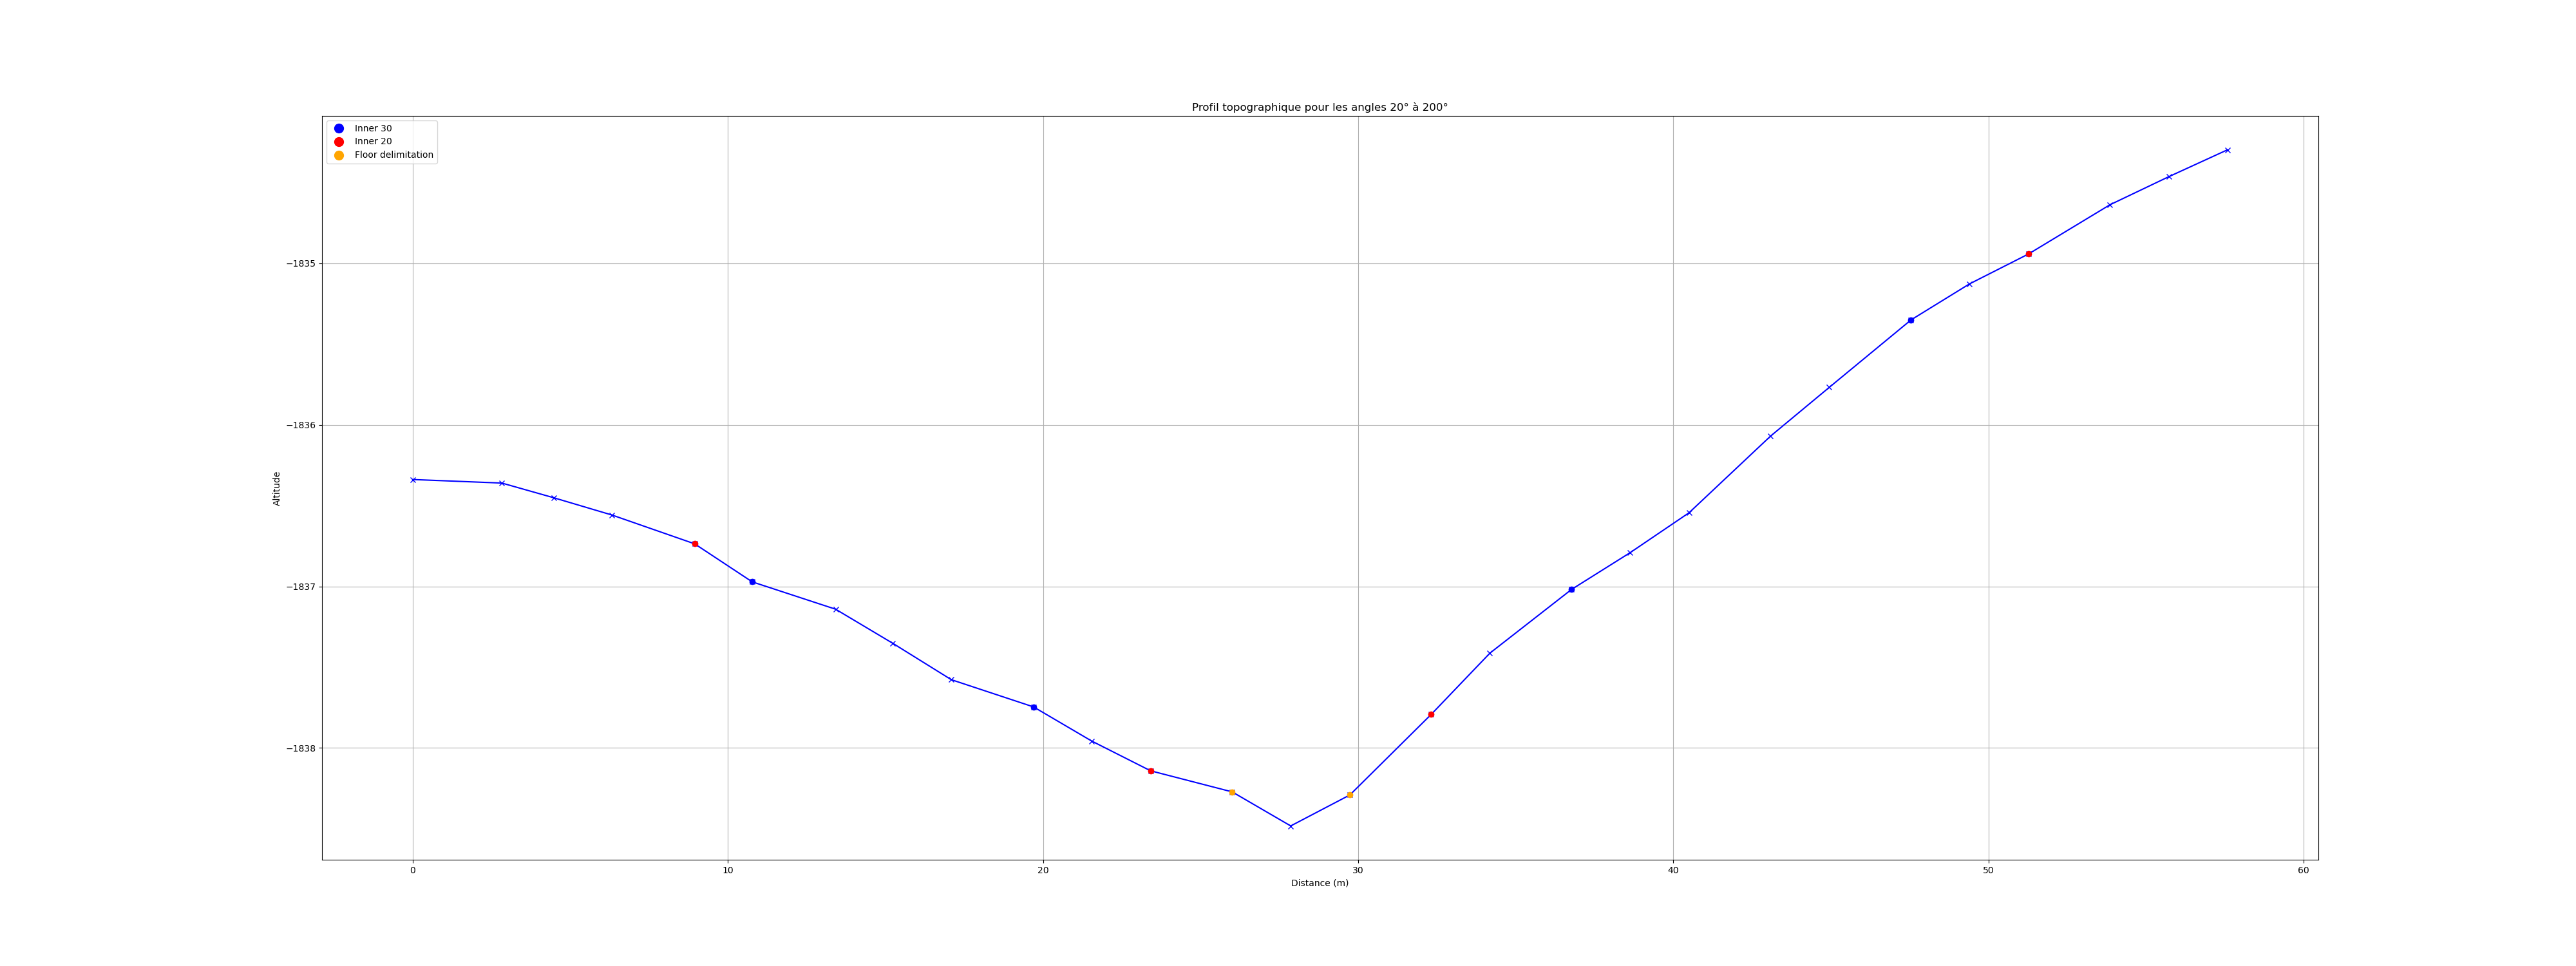 Profil topographique pour les angles 20° à 200°
Inner 30
Inner 20
Floor delimitation
Altitude
−1835
−1836
−1837
−1838
0 10 20 30 40 50 60
Distance (m)